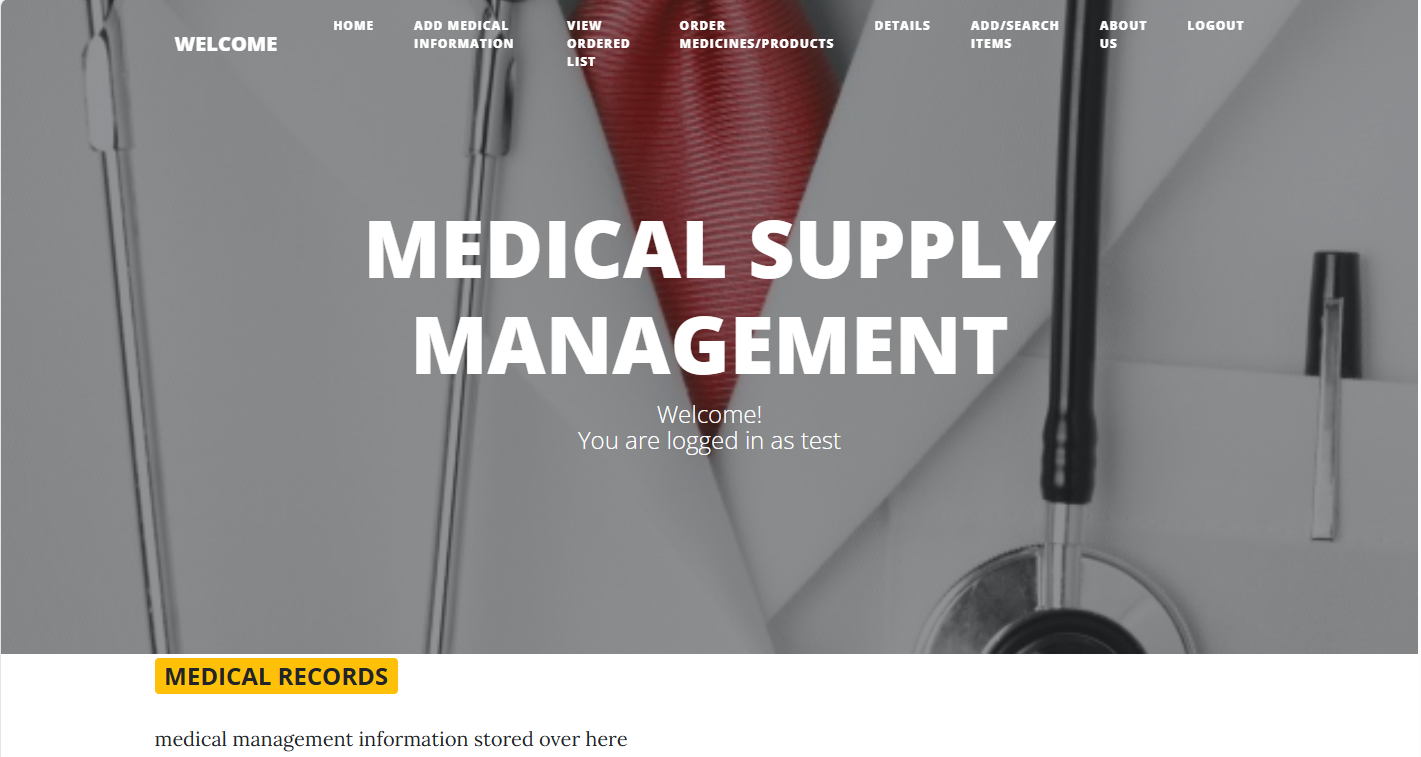 WELCOME
HOME
ADD MEDICAL
INFORMATION
VIEW
ORDERED
LIST
ORDER
MEDICINES/PRODUCTS
DETAILS
ADD/SEARCH
ITEMS
ABOUT
US
LOGOUT
MEDICAL SUPPLY
MANAGEMENT
Welcome!
You are logged in as test
MEDICAL RECORDS
medical management information stored over here